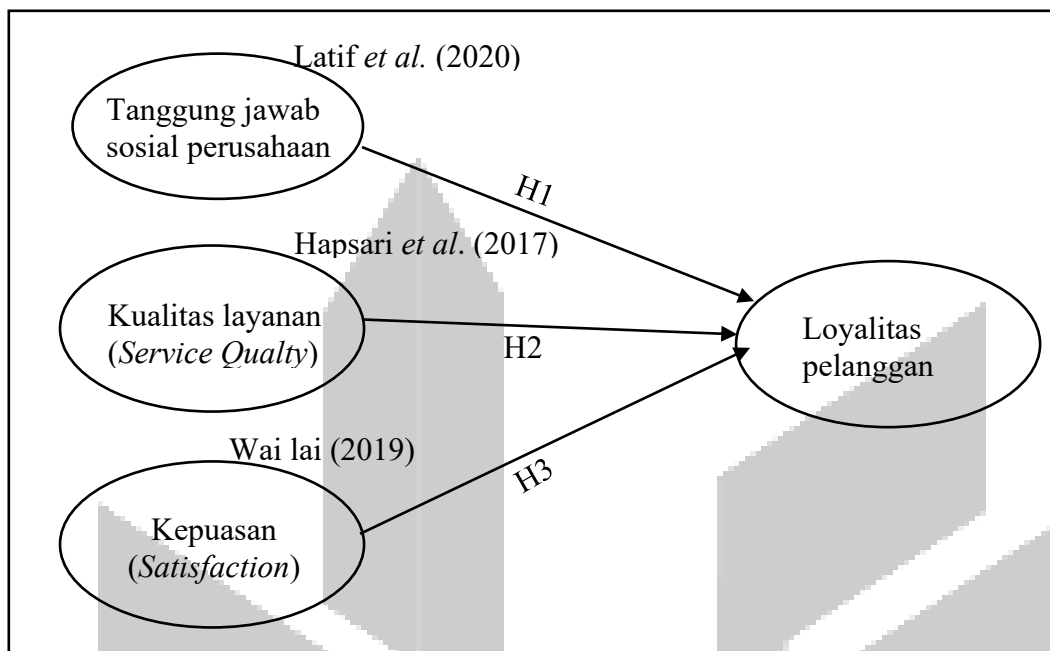 Latif et al. (2020)
Tanggung jawab
sosial perusahaan
H1
Hapsari et al. (2017)
Kualitas layanan
(Service Qualty)
H2
Loyalitas
pelanggan
Wai lai (2019)
H3
Kepuasan
(Satisfaction)